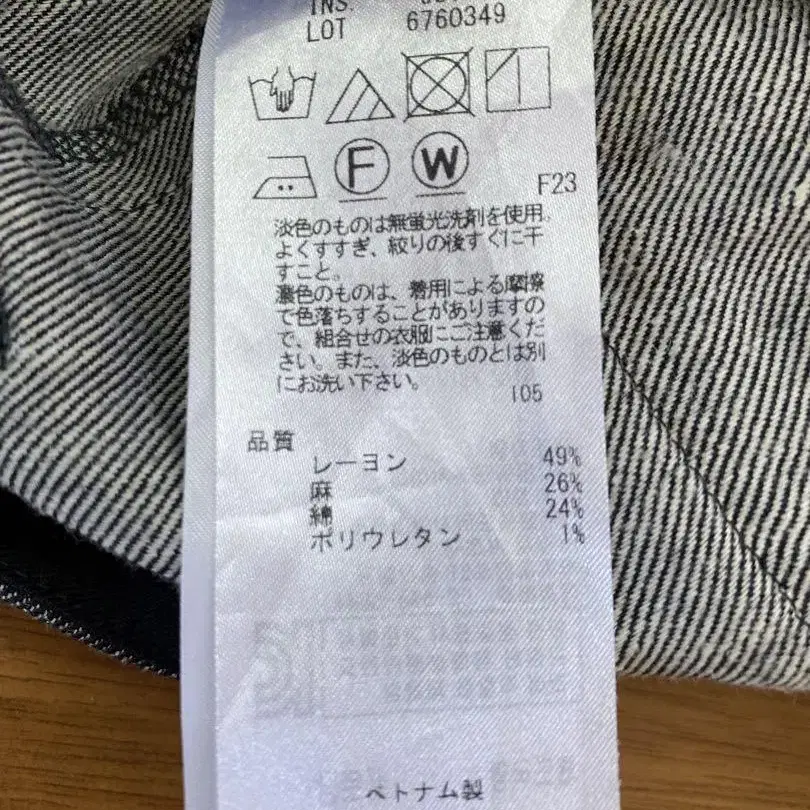 INS.
LOT 6760349
F W
F23
淡色のものは無蛍光洗剤を使用。
よくすすぎ、絞りの後すぐに干
すこと。
濃色のものは、着用による摩擦
で色落ちすることがありますの
で、組合せの衣服にご注意くだ
さい。また、淡色のものとは別
にお洗い下さい。
105
品質
レーヨン 49%
麻 26%
綿 24%
ポリウレタン 1%
ベトナム製